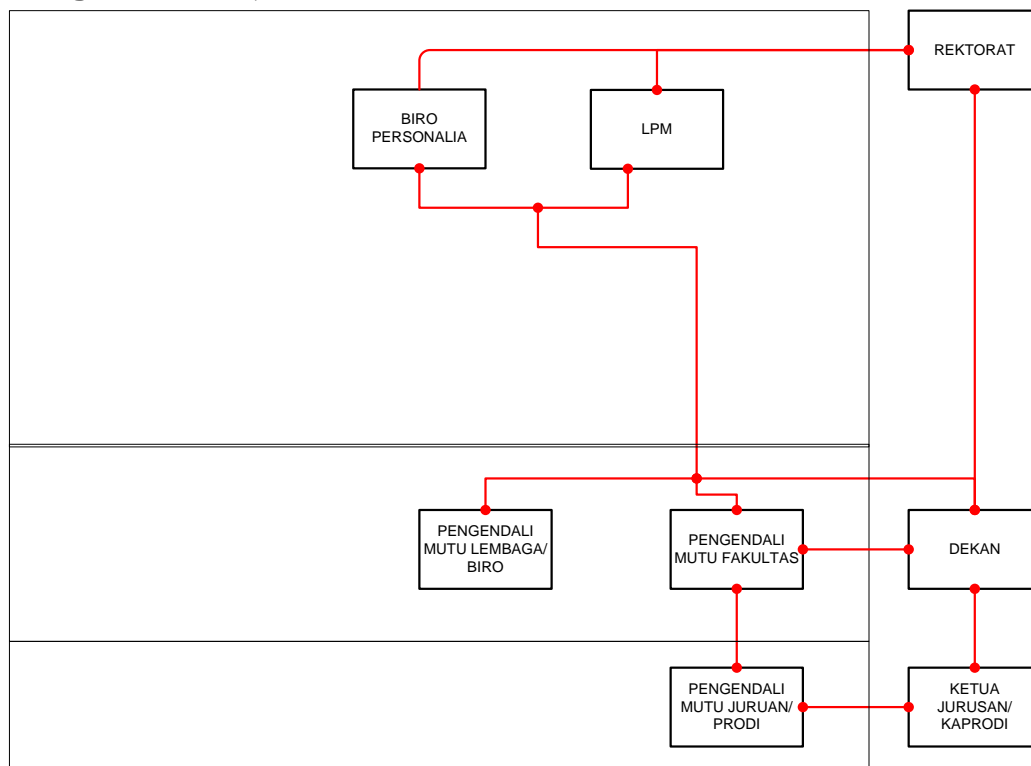 REKTORAT
BIRO
PERSONALIA
LPM
PENGENDALI
MUTU LEMBAGA/
BIRO
PENGENDALI
MUTU FAKULTAS
DEKAN
PENGENDALI
MUTU JURUAN/
PRODI
KETUA
JURUSAN/
KAPRODI